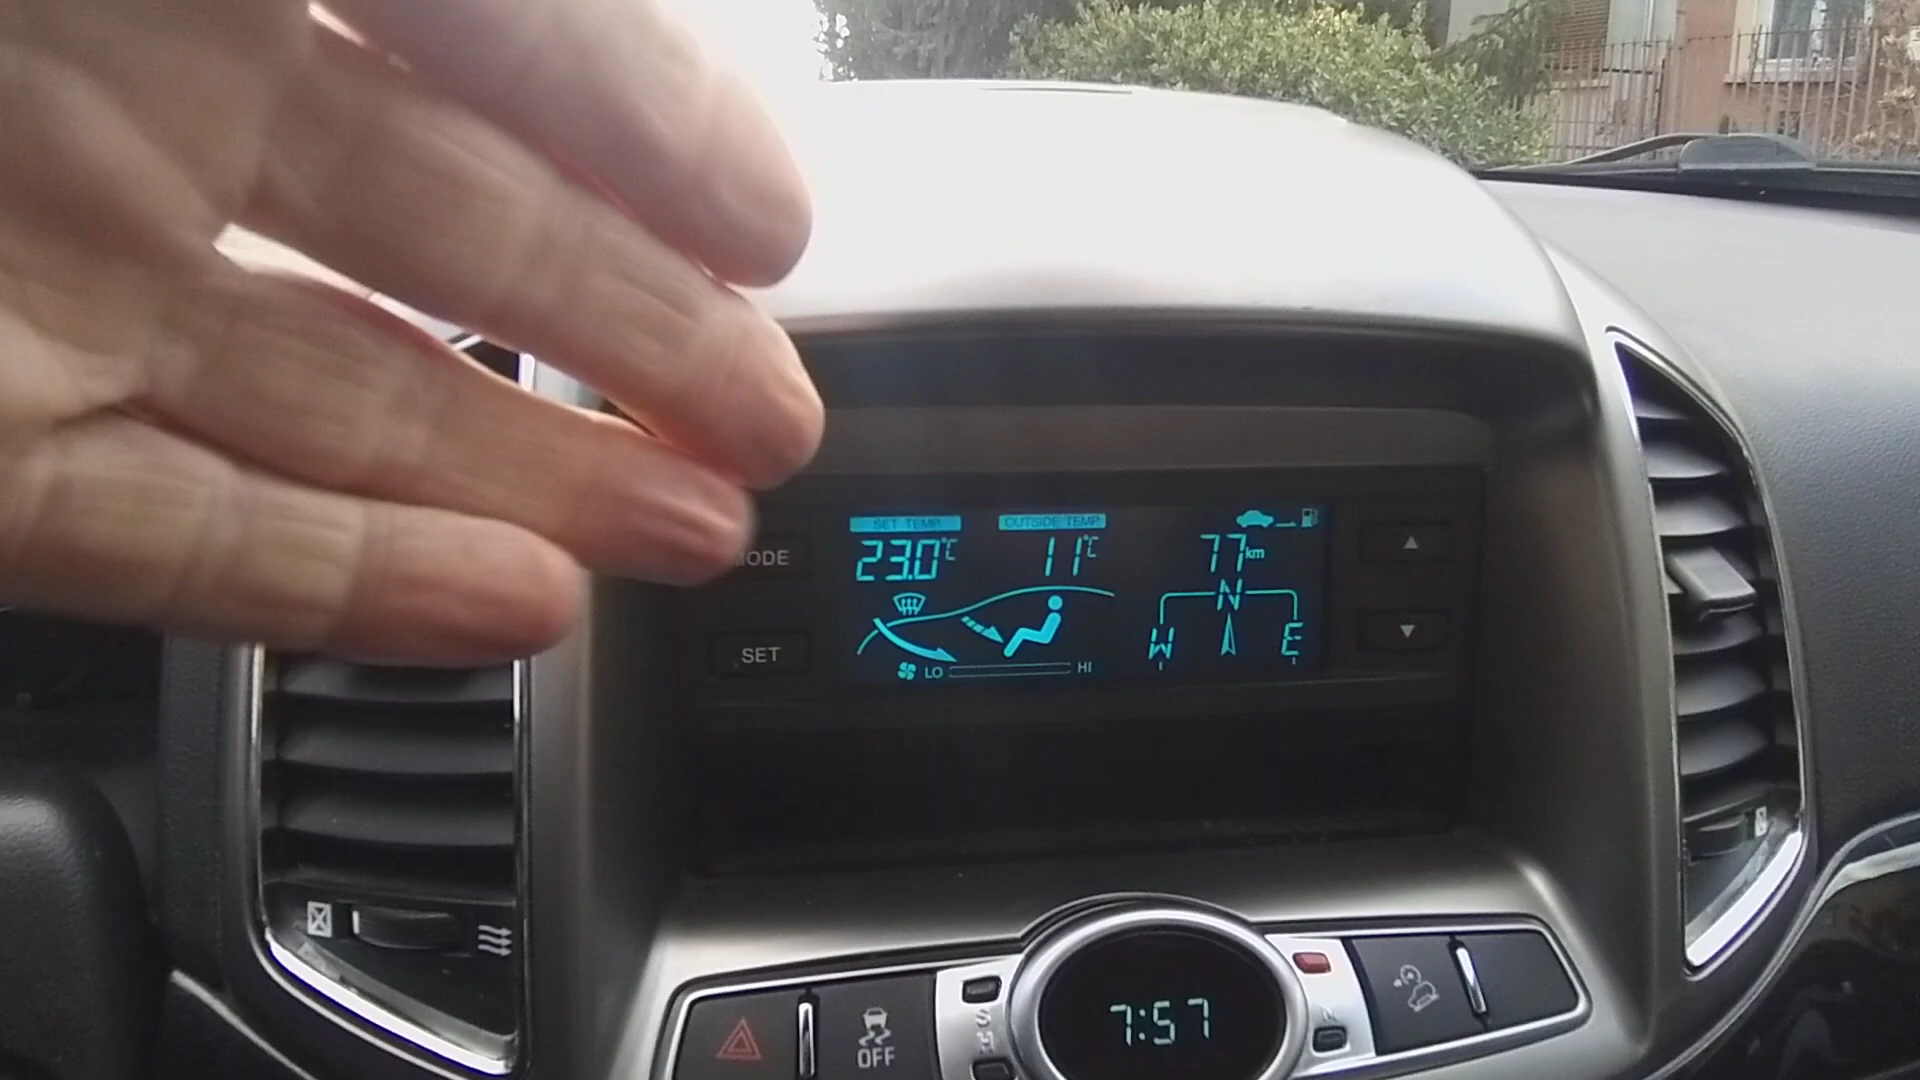 SET TEMP. OUTSIDE TEMP.
23.0°C 11°C 77km
MODE
N
W E
SET
LO HI
7:57
OFF